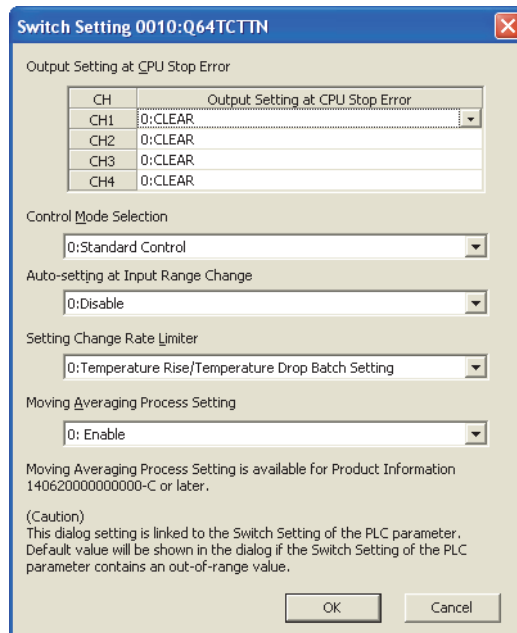 Switch Setting 0010:Q64TCTTN
Output Setting at CPU Stop Error
CH Output Setting at CPU Stop Error
CH1 0:CLEAR
CH2 0:CLEAR
CH3 0:CLEAR
CH4 0:CLEAR
Control Mode Selection
0:Standard Control
Auto-setting at Input Range Change
0:Disable
Setting Change Rate Limiter
0:Temperature Rise/Temperature Drop Batch Setting
Moving Averaging Process Setting
0: Enable
Moving Averaging Process Setting is available for Product Information
140620000000000-C or later.
(Caution)
This dialog setting is linked to the Switch Setting of the PLC parameter.
Default value will be shown in the dialog if the Switch Setting of the PLC
parameter contains an out-of-range value.
OK Cancel